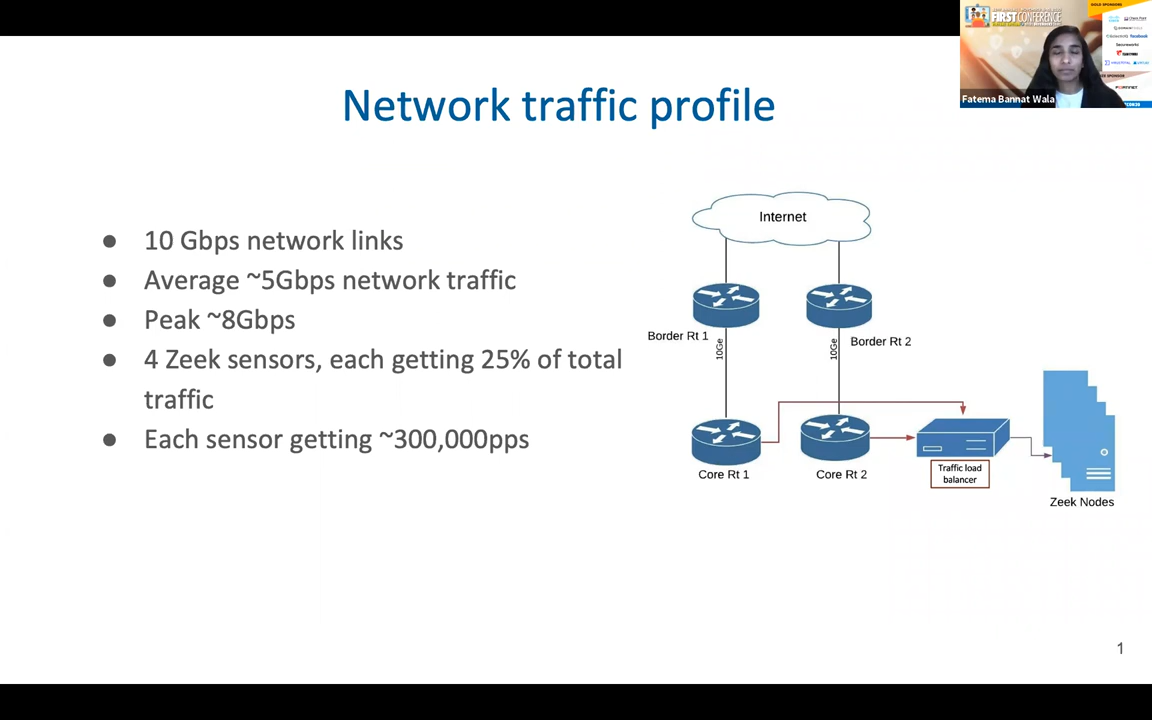 FIRSTCONFERENCE
Fatema Bannat Wala
Network traffic profile
● 10 Gbps network links
● Average ~5Gbps network traffic
● Peak ~8Gbps
● 4 Zeek sensors, each getting 25% of total
traffic
● Each sensor getting ~300,000pps
Internet
Border Rt 1
10Ge
10Ge
Border Rt 2
Core Rt 1
Core Rt 2
Traffic load
balancer
Zeek Nodes
1